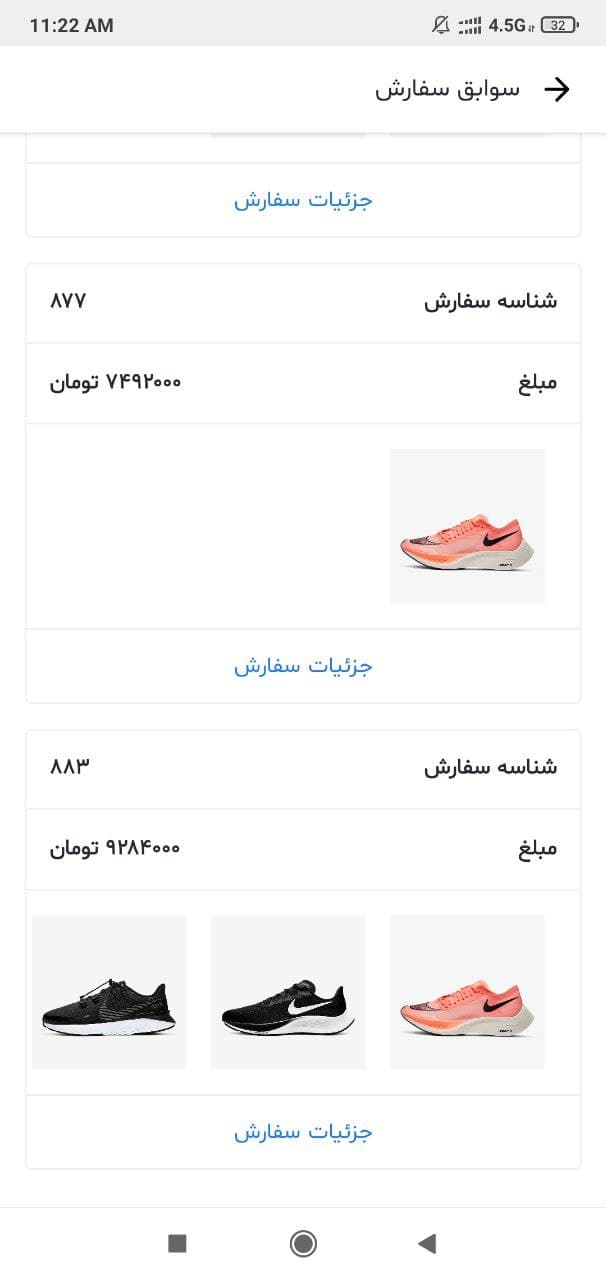 11:22 AM 4.5G 32
سوابق سفارش
جزئیات سفارش
شناسه سفارش ۸۷۷
مبلغ ۷۴۹۲۰۰۰ تومان
جزئیات سفارش
شناسه سفارش ۸۸۳
مبلغ ۹۲۸۴۰۰۰ تومان
جزئیات سفارش